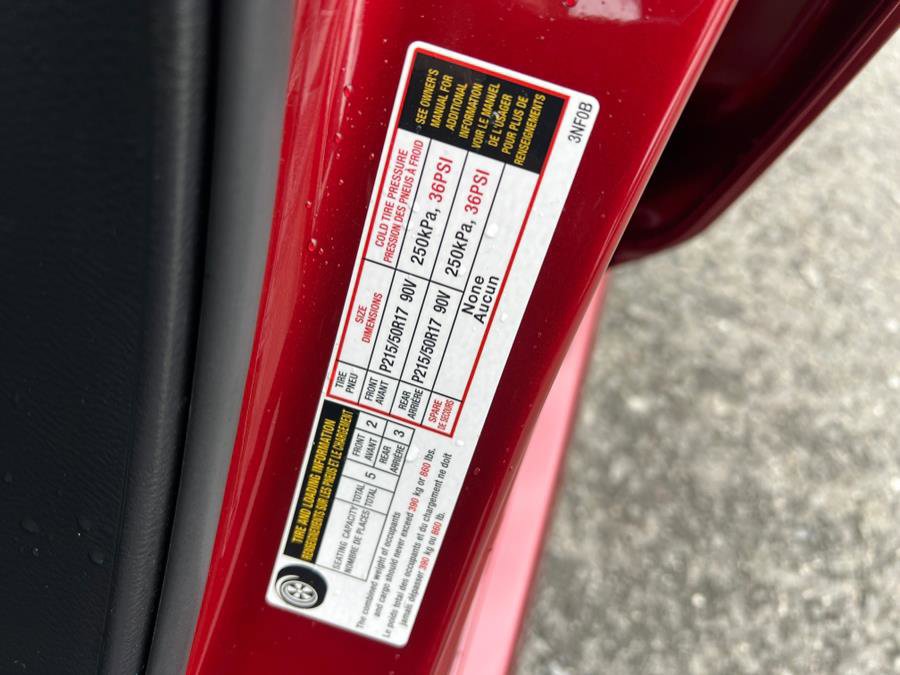 TIRE AND LOADING INFORMATION
RENSEIGNEMENTS SUR LES PNEUS ET LE CHARGEMENT
SEATING CAPACITY TOTAL 5 FRONT 2 REAR 3
NOMBRE DE PLACES TOTAL AVANT ARRIÈRE
The combined weight of occupants
and cargo should never exceed 390 kg or 860 lbs.
Le poids total des occupants et du chargement ne doit
jamais dépasser 390 kg ou 860 lb.
TIRE SIZE COLD TIRE PRESSURE
PNEU DIMENSIONS PRESSION DES PNEUS À FROID
FRONT
AVANT P215/50R17 90V 250kPa, 36PSI
REAR
ARRIÈRE P215/50R17 90V 250kPa, 36PSI
SPARE None
DE SECOURS Aucun
SEE OWNER'S
MANUAL FOR
ADDITIONAL
INFORMATION
VOIR LE MANUEL
DE L'USAGER
POUR PLUS DE
RENSEIGNEMENTS
3NF0B